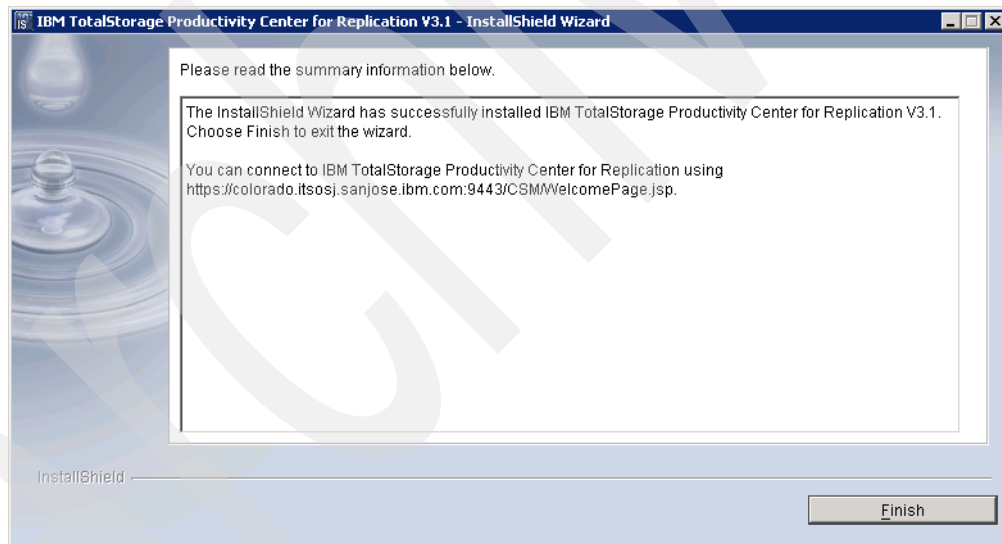 IBM TotalStorage Productivity Center for Replication V3.1 - InstallShield Wizard
Please read the summary information below.
The InstallShield Wizard has successfully installed IBM TotalStorage Productivity Center for Replication V3.1.
Choose Finish to exit the wizard.
You can connect to IBM TotalStorage Productivity Center for Replication using
https://colorado.itsosj.sanjose.ibm.com:9443/CSM/WelcomePage.jsp.
InstallShield
Finish